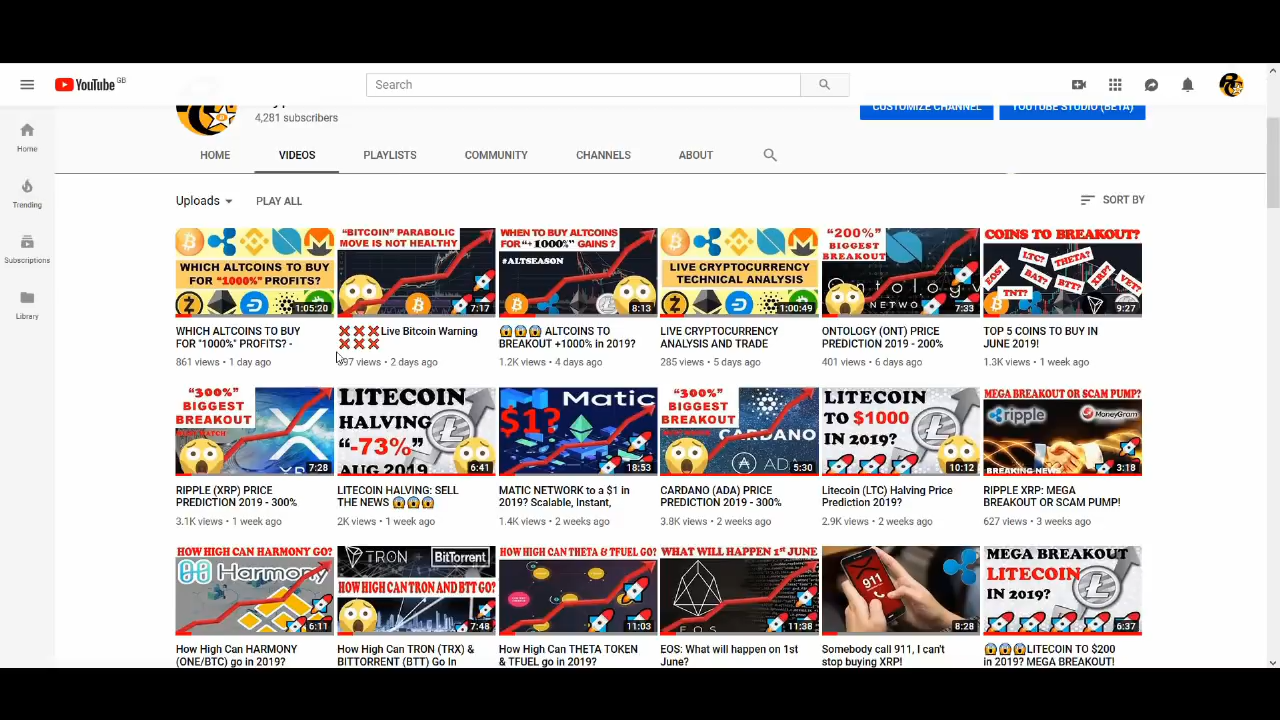 YouTube GB
Search
4,281 subscribers
CUSTOMIZE CHANNEL
YOUTUBE STUDIO (BETA)
Home
Trending
Subscriptions
Library
HOME
VIDEOS
PLAYLISTS
COMMUNITY
CHANNELS
ABOUT
Uploads
PLAY ALL
SORT BY
WHICH ALTCOINS TO BUY
FOR "1000%" PROFITS?
1:05:20
WHICH ALTCOINS TO BUY
FOR "1000%" PROFITS? -
861 views • 1 day ago
"BITCOIN" PARABOLIC
MOVE IS NOT HEALTHY
7:17
❌❌❌Live Bitcoin Warning
❌❌❌
views • 2 days ago
WHEN TO BUY ALTCOINS
FOR "+1000%" GAINS ?
#ALTSEASON
8:13
😱😱😱 ALTCOINS TO
BREAKOUT +1000% in 2019?
1.2K views • 4 days ago
LIVE CRYPTOCURRENCY
TECHNICAL ANALYSIS
1:00:49
LIVE CRYPTOCURRENCY
ANALYSIS AND TRADE
285 views • 5 days ago
"200%"
BIGGEST
BREAKOUT
Ontology
NETWORK
7:33
ONTOLOGY (ONT) PRICE
PREDICTION 2019 - 200%
401 views • 6 days ago
COINS TO BREAKOUT?
LTC?
THETA?
EOS?
BAT?
XRP?
TNT?
BTT?
VET?
9:27
TOP 5 COINS TO BUY IN
JUNE 2019!
1.3K views • 1 week ago
"300%"
BIGGEST
BREAKOUT
XR
7:28
RIPPLE (XRP) PRICE
PREDICTION 2019 - 300%
3.1K views • 1 week ago
LITECOIN
HALVING
"-73%"
AUG 2019
6:41
LITECOIN HALVING: SELL
THE NEWS 😱😱😱
2K views • 1 week ago
Matic
$1?
18:53
MATIC NETWORK to a $1 in
2019? Scalable, Instant,
1.4K views • 2 weeks ago
"300%"
BIGGEST
BREAKOUT
CARDANO
ADA
5:30
CARDANO (ADA) PRICE
PREDICTION 2019 - 300%
3.8K views • 2 weeks ago
LITECOIN
TO $1000
IN 2019?
10:12
Litecoin (LTC) Halving Price
Prediction 2019?
2.9K views • 2 weeks ago
MEGA BREAKOUT OR SCAM PUMP?
ripple
MoneyGram
BREAKING NEWS
3:18
RIPPLE XRP: MEGA
BREAKOUT OR SCAM PUMP!
627 views • 3 weeks ago
HOW HIGH CAN HARMONY GO?
Harmony
6:11
How High Can HARMONY
(ONE/BTC) go in 2019?
TRON
BitTorrent
HOW HIGH CAN TRON AND BTT GO?
7:48
How High Can TRON (TRX) &
BITTORRENT (BTT) Go In
HOW HIGH CAN THETA & TFUEL GO?
11:03
How High Can THETA TOKEN
& TFUEL go in 2019?
WHAT WILL HAPPEN 1ST JUNE
EOS
11:38
EOS: What will happen on 1st
June?
911
8:28
Somebody call 911, I can't
stop buying XRP!
MEGA BREAKOUT
LITECOIN
IN 2019?
6:37
😱😱😱LITECOIN TO $200
in 2019? MEGA BREAKOUT!